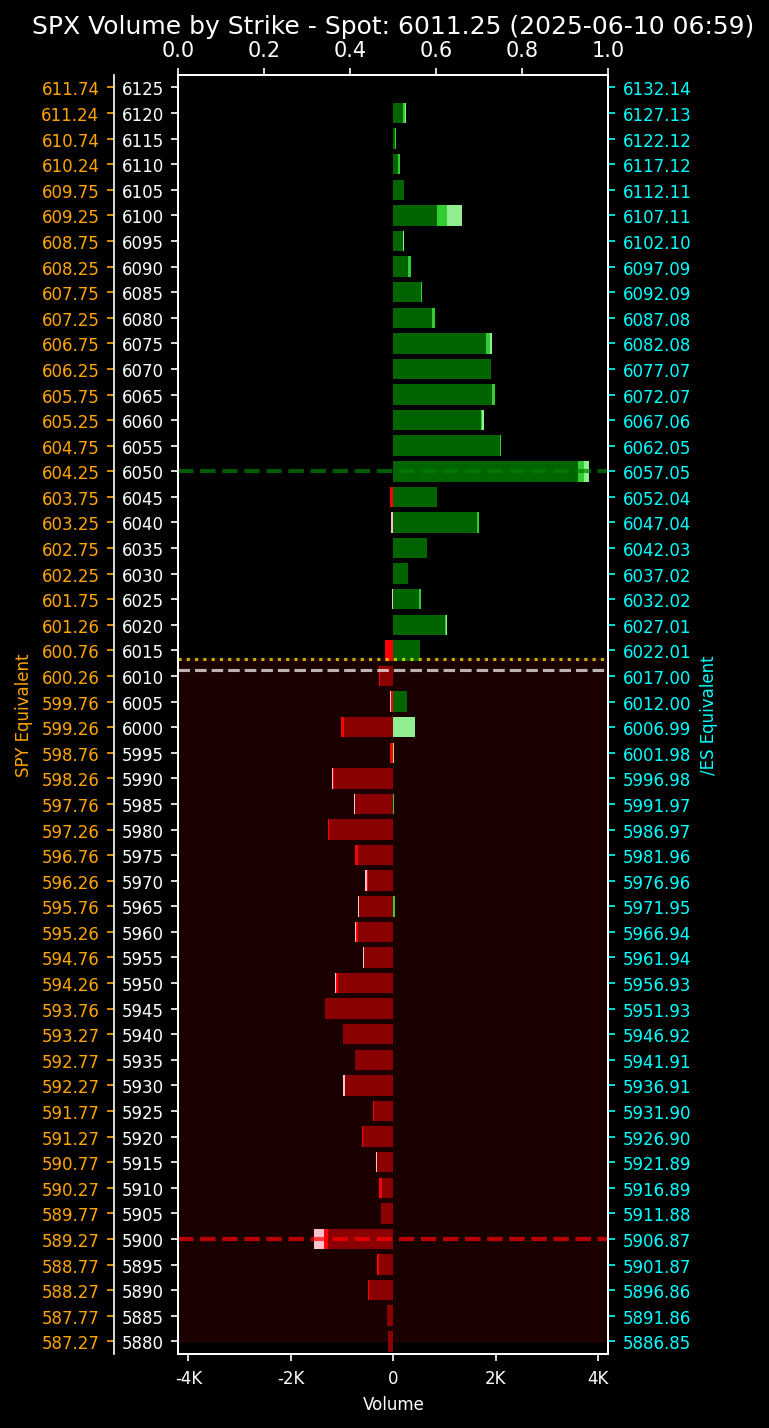 SPX Volume by Strike - Spot: 6011.25 (2025-06-10 06:59)
0.0 0.2 0.4 0.6 0.8 1.0
611.74 6125 6132.14
611.24 6120 6127.13
610.74 6115 6122.12
610.24 6110 6117.12
609.75 6105 6112.11
609.25 6100 6107.11
608.75 6095 6102.10
608.25 6090 6097.09
607.75 6085 6092.09
607.25 6080 6087.08
606.75 6075 6082.08
606.25 6070 6077.07
605.75 6065 6072.07
605.25 6060 6067.06
604.75 6055 6062.05
604.25 6050 6057.05
603.75 6045 6052.04
603.25 6040 6047.04
602.75 6035 6042.03
602.25 6030 6037.02
601.75 6025 6032.02
601.26 6020 6027.01
600.76 6015 6022.01
600.26 6010 6017.00
599.76 6005 6012.00
599.26 6000 6006.99
598.76 5995 6001.98
598.26 5990 5996.98
597.76 5985 5991.97
597.26 5980 5986.97
596.76 5975 5981.96
596.26 5970 5976.96
595.76 5965 5971.95
595.26 5960 5966.94
594.76 5955 5961.94
594.26 5950 5956.93
593.76 5945 5951.93
593.27 5940 5946.92
592.77 5935 5941.91
592.27 5930 5936.91
591.77 5925 5931.90
591.27 5920 5926.90
590.77 5915 5921.89
590.27 5910 5916.89
589.77 5905 5911.88
589.27 5900 5906.87
588.77 5895 5901.87
588.27 5890 5896.86
587.77 5885 5891.86
587.27 5880 5886.85
SPY Equivalent
/ES Equivalent
-4K -2K 0 2K 4K
Volume